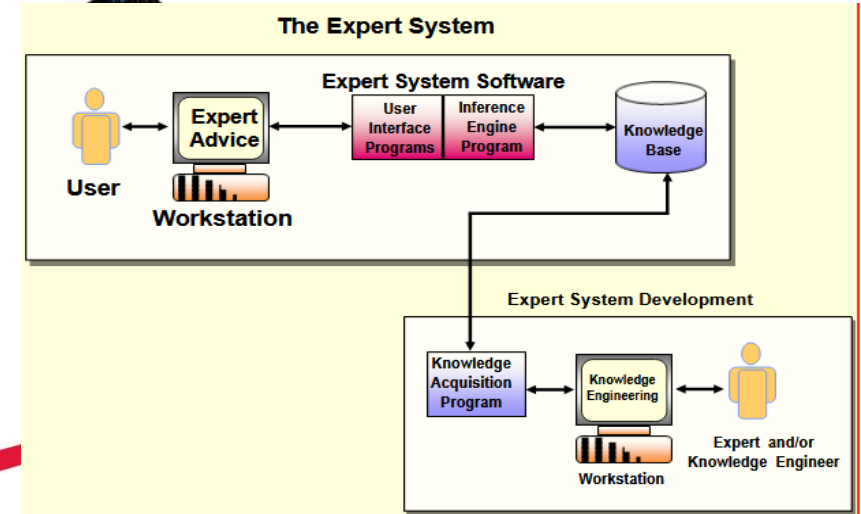 The Expert System
Expert System Software
Expert
Advice
User
Interface
Programs
Inference
Engine
Program
Knowledge
Base
User
Workstation
Expert System Development
Knowledge
Acquisition
Program
Knowledge
Engineering
Workstation
Expert and/or
Knowledge Engineer